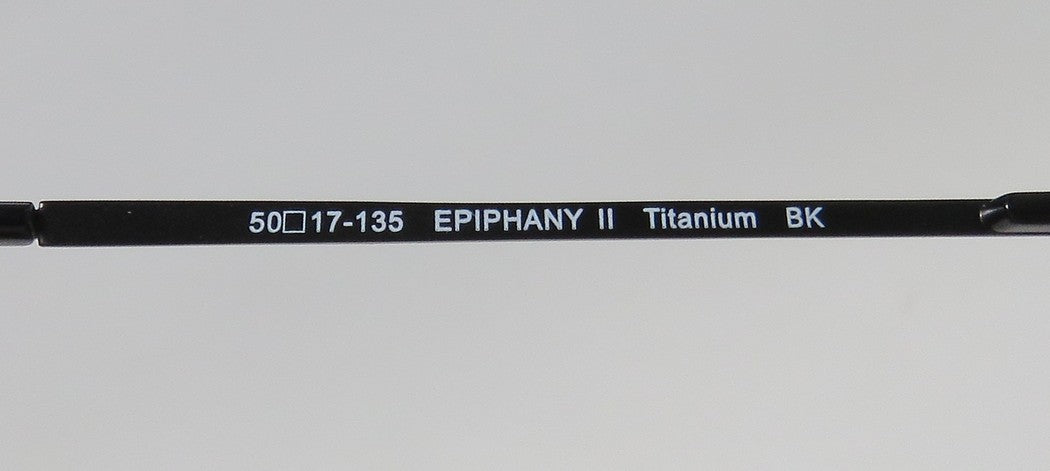 50□17-135 EPIPHANY II Titanium BK